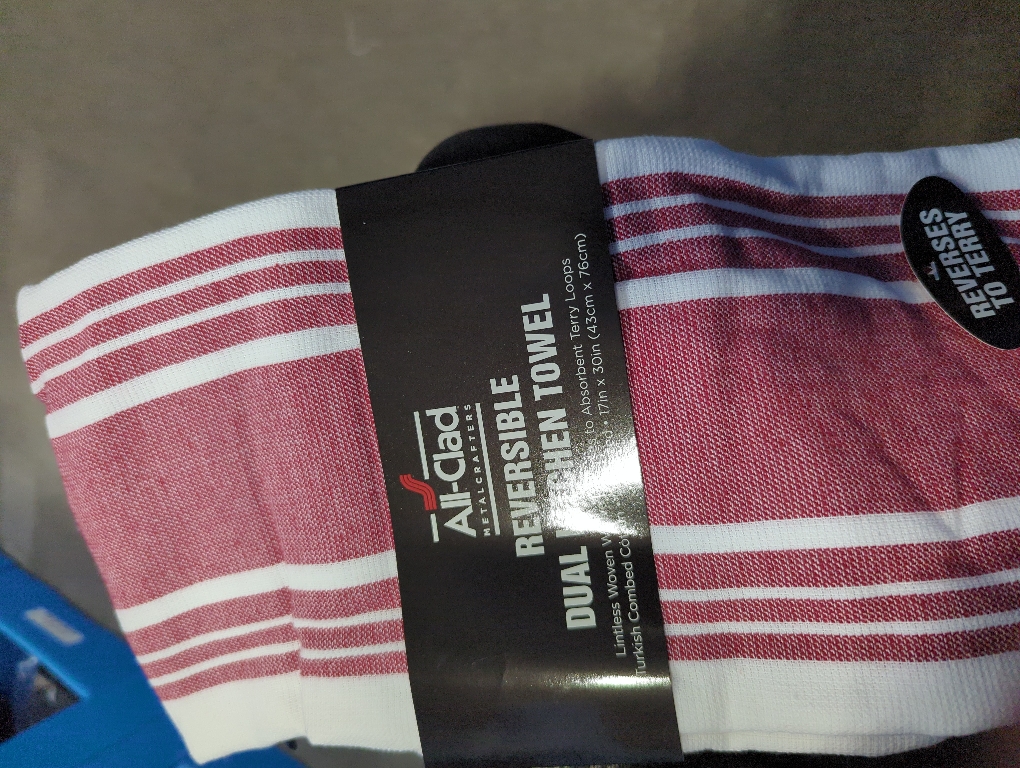 All-Clad
METALCRAFTERS
REVERSIBLE
DUAL KITCHEN TOWEL
Lintless Woven to Absorbent Terry Loops
Turkish Combed • 17in x 30in (43cm x 76cm)
REVERSES
TO TERRY